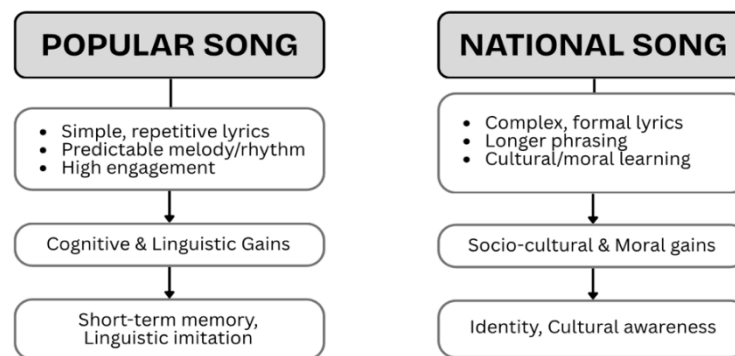 POPULAR SONG
• Simple, repetitive lyrics
• Predictable melody/rhythm
• High engagement
Cognitive & Linguistic Gains
Short-term memory,
Linguistic imitation
NATIONAL SONG
• Complex, formal lyrics
• Longer phrasing
• Cultural/moral learning
Socio-cultural & Moral gains
Identity, Cultural awareness